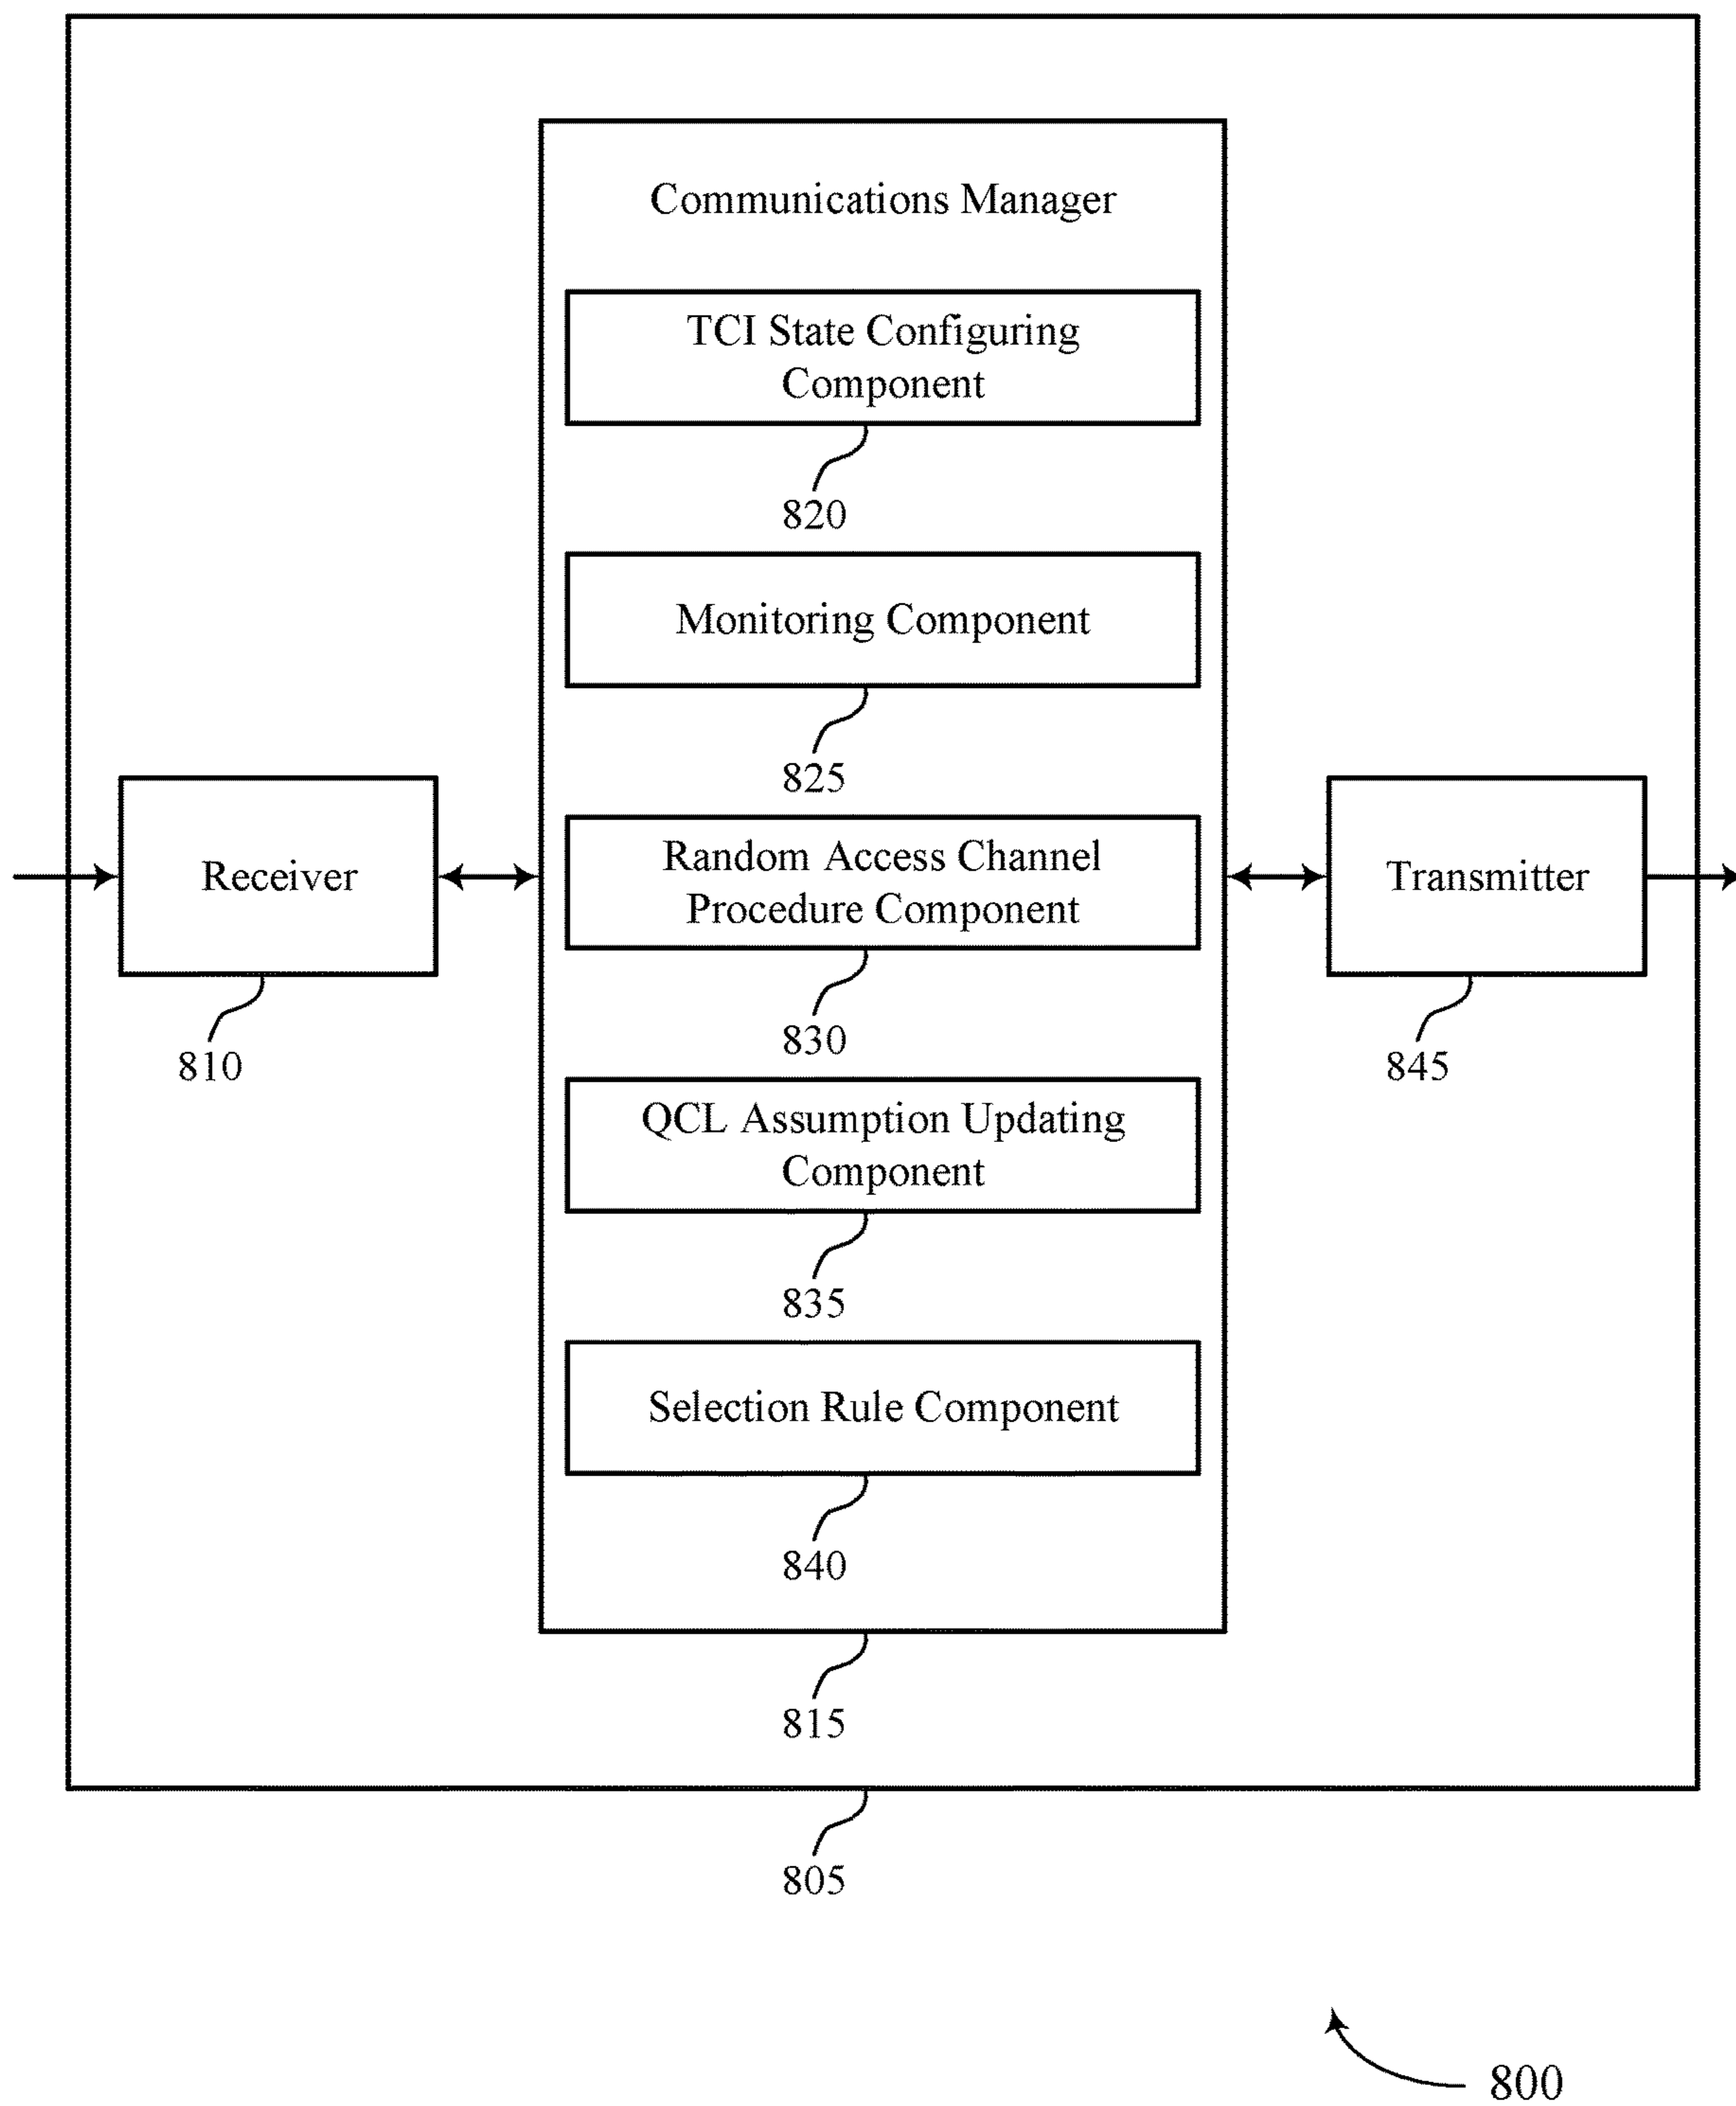 Communications Manager
TCI State Configuring
Component
820
Monitoring Component
825
Receiver
810
Random Access Channel
Procedure Component
830
Transmitter
845
QCL Assumption Updating
Component
835
Selection Rule Component
840
815
805
800